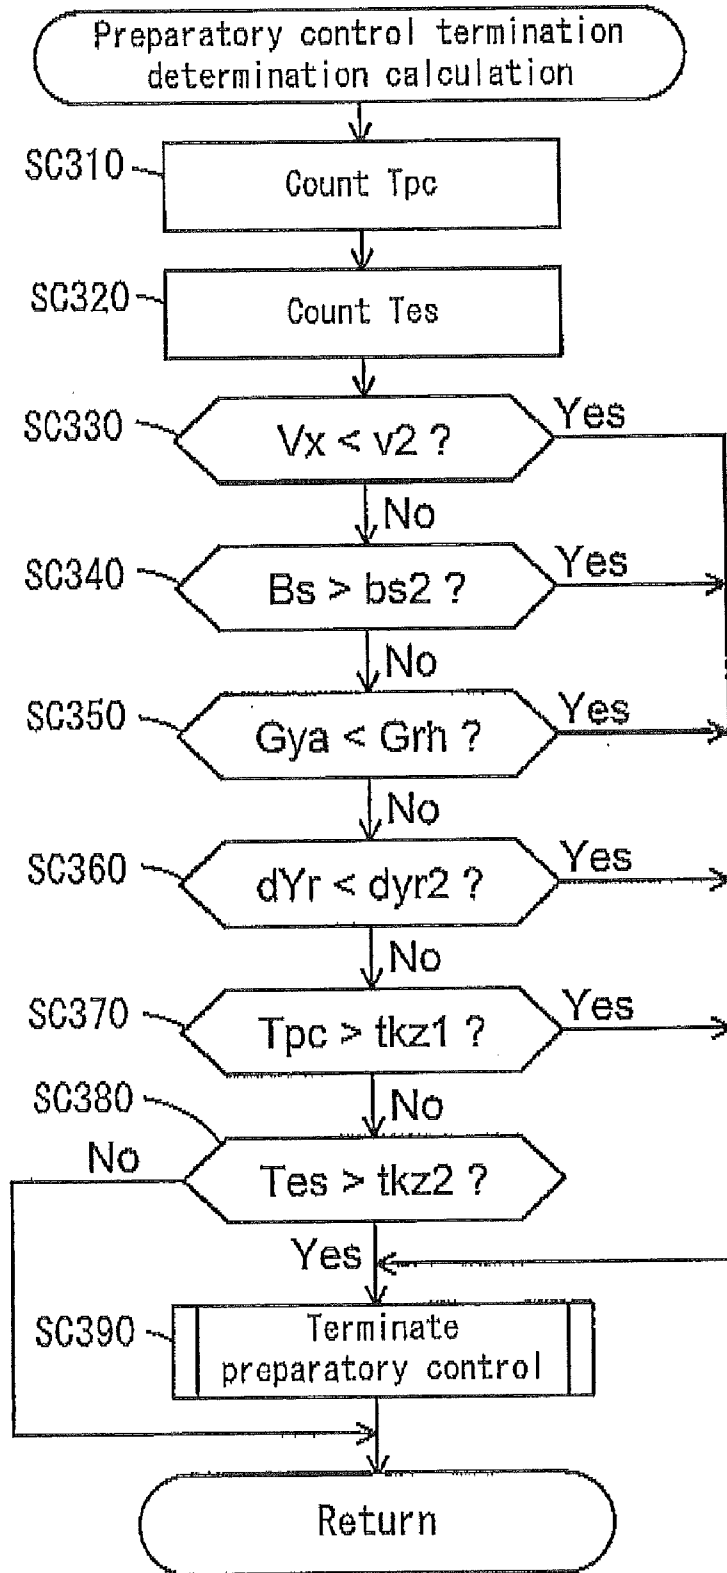 Preparatory control termination
determination calculation
SC310
Count Tpc
SC320
Count Tes
SC330
Vx < v2 ?
Yes
No
SC340
Bs > bs2 ?
Yes
No
SC350
Gya < Grh ?
Yes
No
SC360
dYr < dyr2 ?
Yes
No
SC370
Tpc > tkz1 ?
Yes
No
SC380
No
Tes > tkz2 ?
Yes
SC390
Terminate
preparatory control
Return